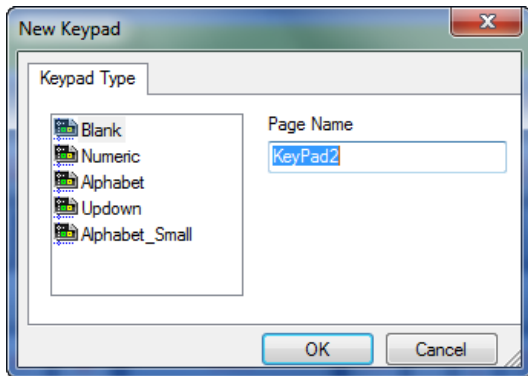 New Keypad
Keypad Type
Blank
Numeric
Alphabet
Updown
Alphabet_Small
Page Name
KeyPad2
OK
Cancel